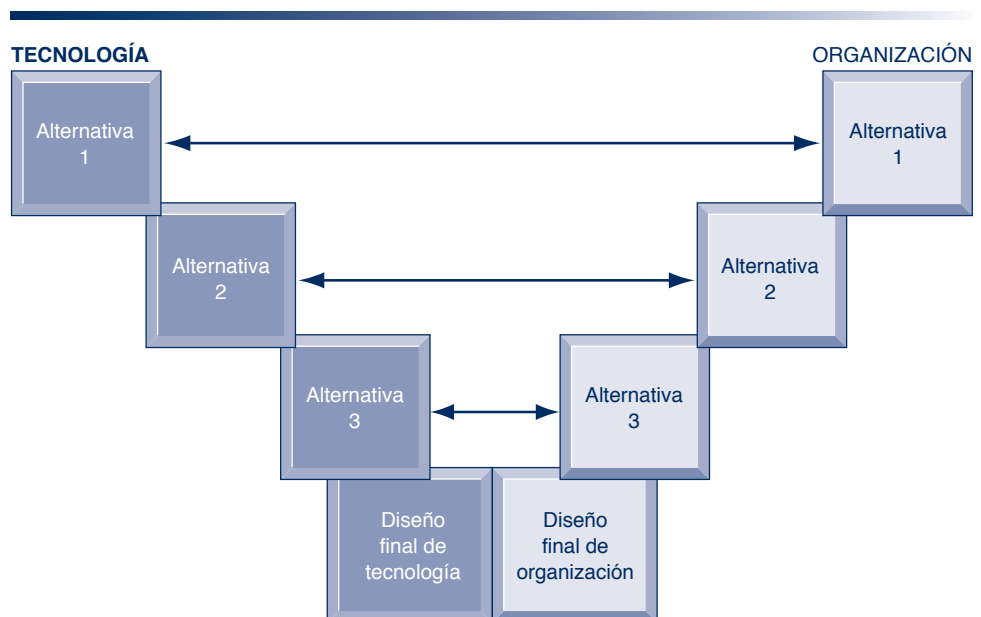 TECNOLOGÍA
ORGANIZACIÓN
Alternativa
1
Alternativa
1
Alternativa
2
Alternativa
2
Alternativa
3
Alternativa
3
Diseño
final de
tecnología
Diseño
final de
organización